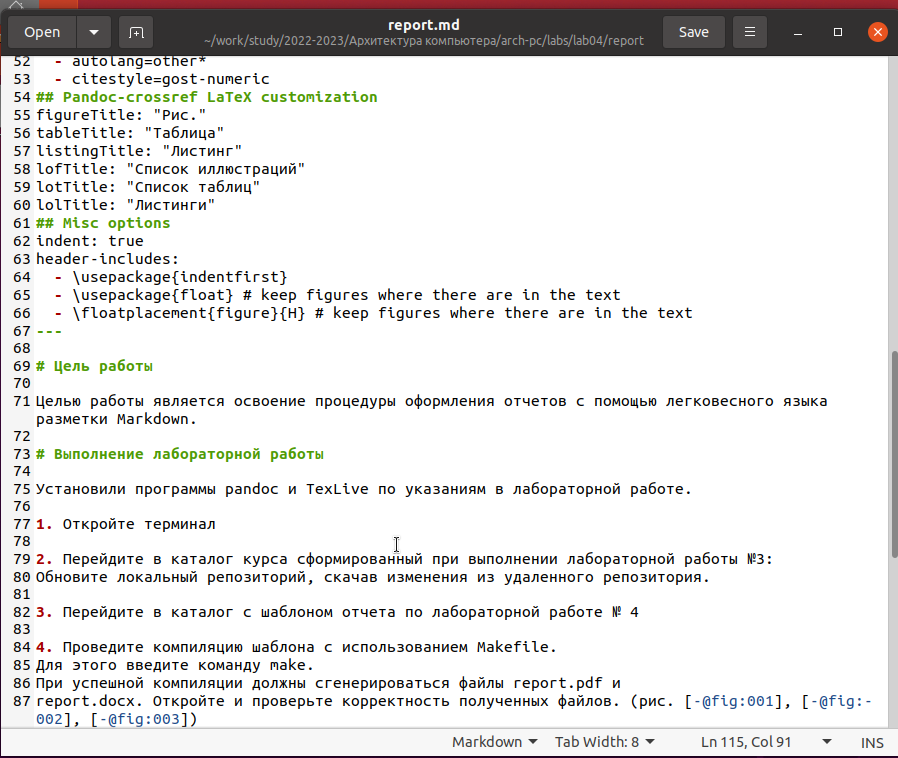 Open
report.md
~/work/study/2022-2023/Архитектура компьютера/arch-pc/labs/lab04/report
Save
52 - autolang=other*
53 - citestyle=gost-numeric
54 ## Pandoc-crossref LaTeX customization
55 figureTitle: "Рис."
56 tableTitle: "Таблица"
57 listingTitle: "Листинг"
58 lofTitle: "Список иллюстраций"
59 lotTitle: "Список таблиц"
60 lolTitle: "Листинги"
61 ## Misc options
62 indent: true
63 header-includes:
64 - \usepackage{indentfirst}
65 - \usepackage{float} # keep figures where there are in the text
66 - \floatplacement{figure}{H} # keep figures where there are in the text
67 ---
68
69 # Цель работы
70
71 Целью работы является освоение процедуры оформления отчетов с помощью легковесного языка
разметки Markdown.
72
73 # Выполнение лабораторной работы
74
75 Установили программы pandoc и TexLive по указаниям в лабораторной работе.
76
77 1. Откройте терминал
78
79 2. Перейдите в каталог курса сформированный при выполнении лабораторной работы №3:
80 Обновите локальный репозиторий, скачав изменения из удаленного репозитория.
81
82 3. Перейдите в каталог с шаблоном отчета по лабораторной работе № 4
83
84 4. Проведите компиляцию шаблона с использованием Makefile.
85 Для этого введите команду make.
86 При успешной компиляции должны сгенерироваться файлы report.pdf и
87 report.docx. Откройте и проверьте корректность полученных файлов. (рис. [-@fig:001], [-@fig:-
002], [-@fig:003])
Markdown Tab Width: 8 Ln 115, Col 91 INS